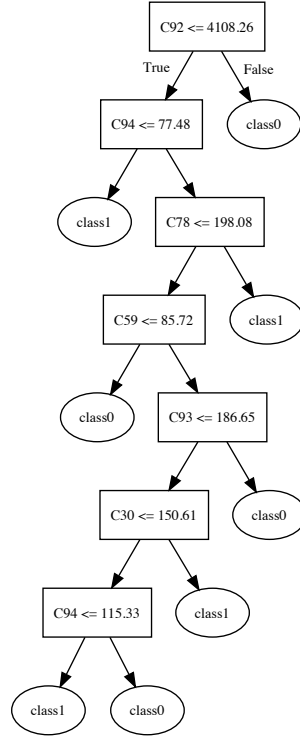 C92 <= 4108.26
True
False
C94 <= 77.48
class0
class1
C78 <= 198.08
C59 <= 85.72
class1
class0
C93 <= 186.65
C30 <= 150.61
class0
C94 <= 115.33
class1
class1
class0